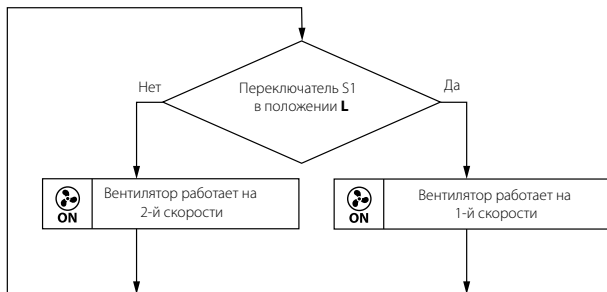 Нет
Переключатель S1
в положении L
Да
ON
Вентилятор работает на
2-й скорости
ON
Вентилятор работает на
1-й скорости